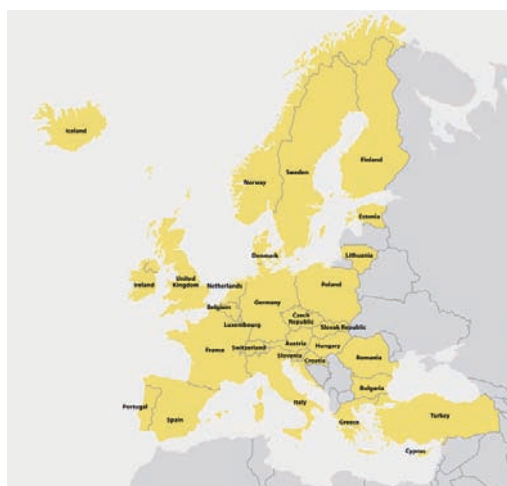 Iceland
Finland
Sweden
Norway
Estonia
Denmark
Lithuania
Ireland
United
Kingdom
Netherlands
Poland
Belgium
Germany
Czech
Republic
Luxembourg
Slovak Republic
Austria
France
Switzerland
Hungary
Slovenia
Romania
Croatia
Bulgaria
Portugal
Italy
Spain
Turkey
Greece
Cyprus